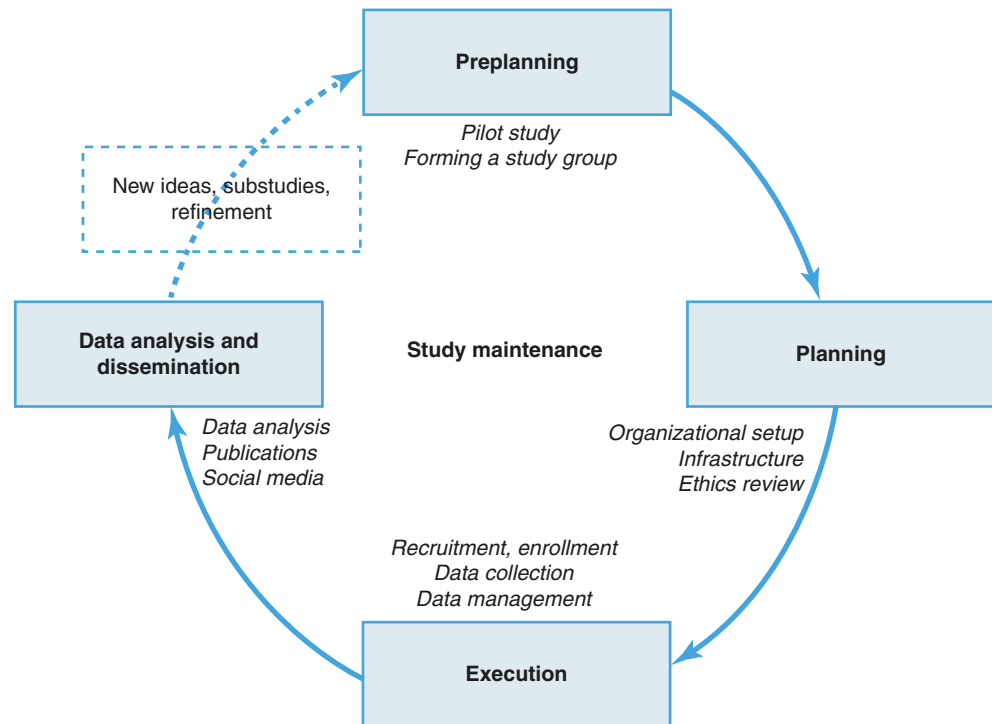 Preplanning
Pilot study
Forming a study group
New ideas, substudies,
refinement
Data analysis and
dissemination
Study maintenance
Planning
Data analysis
Publications
Social media
Organizational setup
Infrastructure
Ethics review
Recruitment, enrollment
Data collection
Data management
Execution